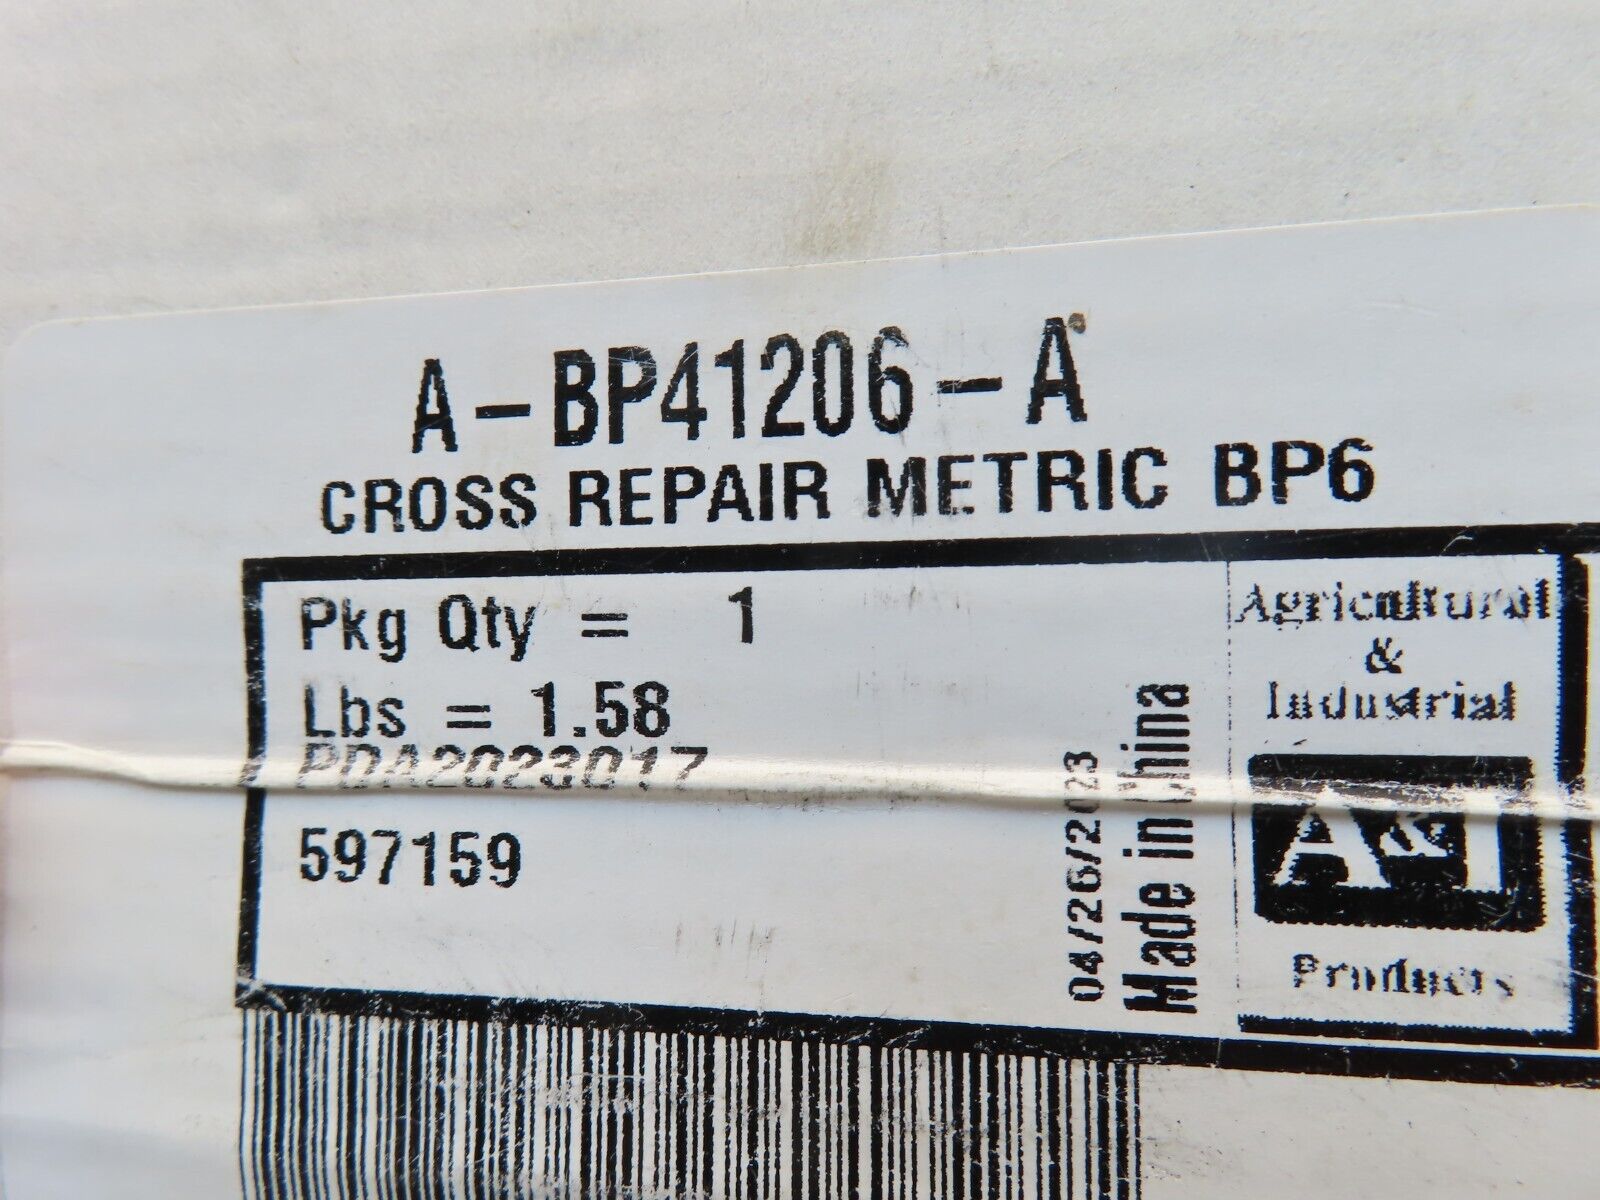 A-BP41206-A
CROSS REPAIR METRIC BP6
Pkg Qty = 1
Lbs = 1.58
PDA2023017
597159
04/26/2023
Made in China
Agricultural
&
Industrial
A&I
Products